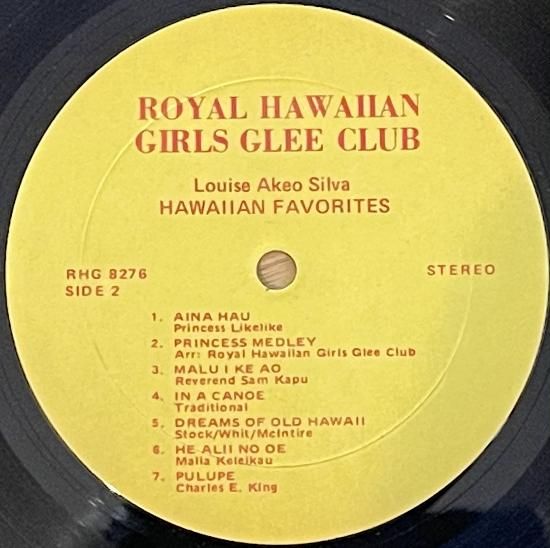 ROYAL HAWAIIAN
GIRLS GLEE CLUB
Louise Akeo Silva
HAWAIIAN FAVORITES
RHG 8276
SIDE 2
STEREO
1. AINA HAU
Princess Likelike
2. PRINCESS MEDLEY
Arr: Royal Hawaiian Girls Glee Club
3. MALU I KE AO
Reverend Sam Kapu
4. IN A CANOE
Traditional
5. DREAMS OF OLD HAWAII
Stock/Whit/McIntire
6. HE ALII NO OE
Malia Keleikau
7. PULUPE
Charles E. King